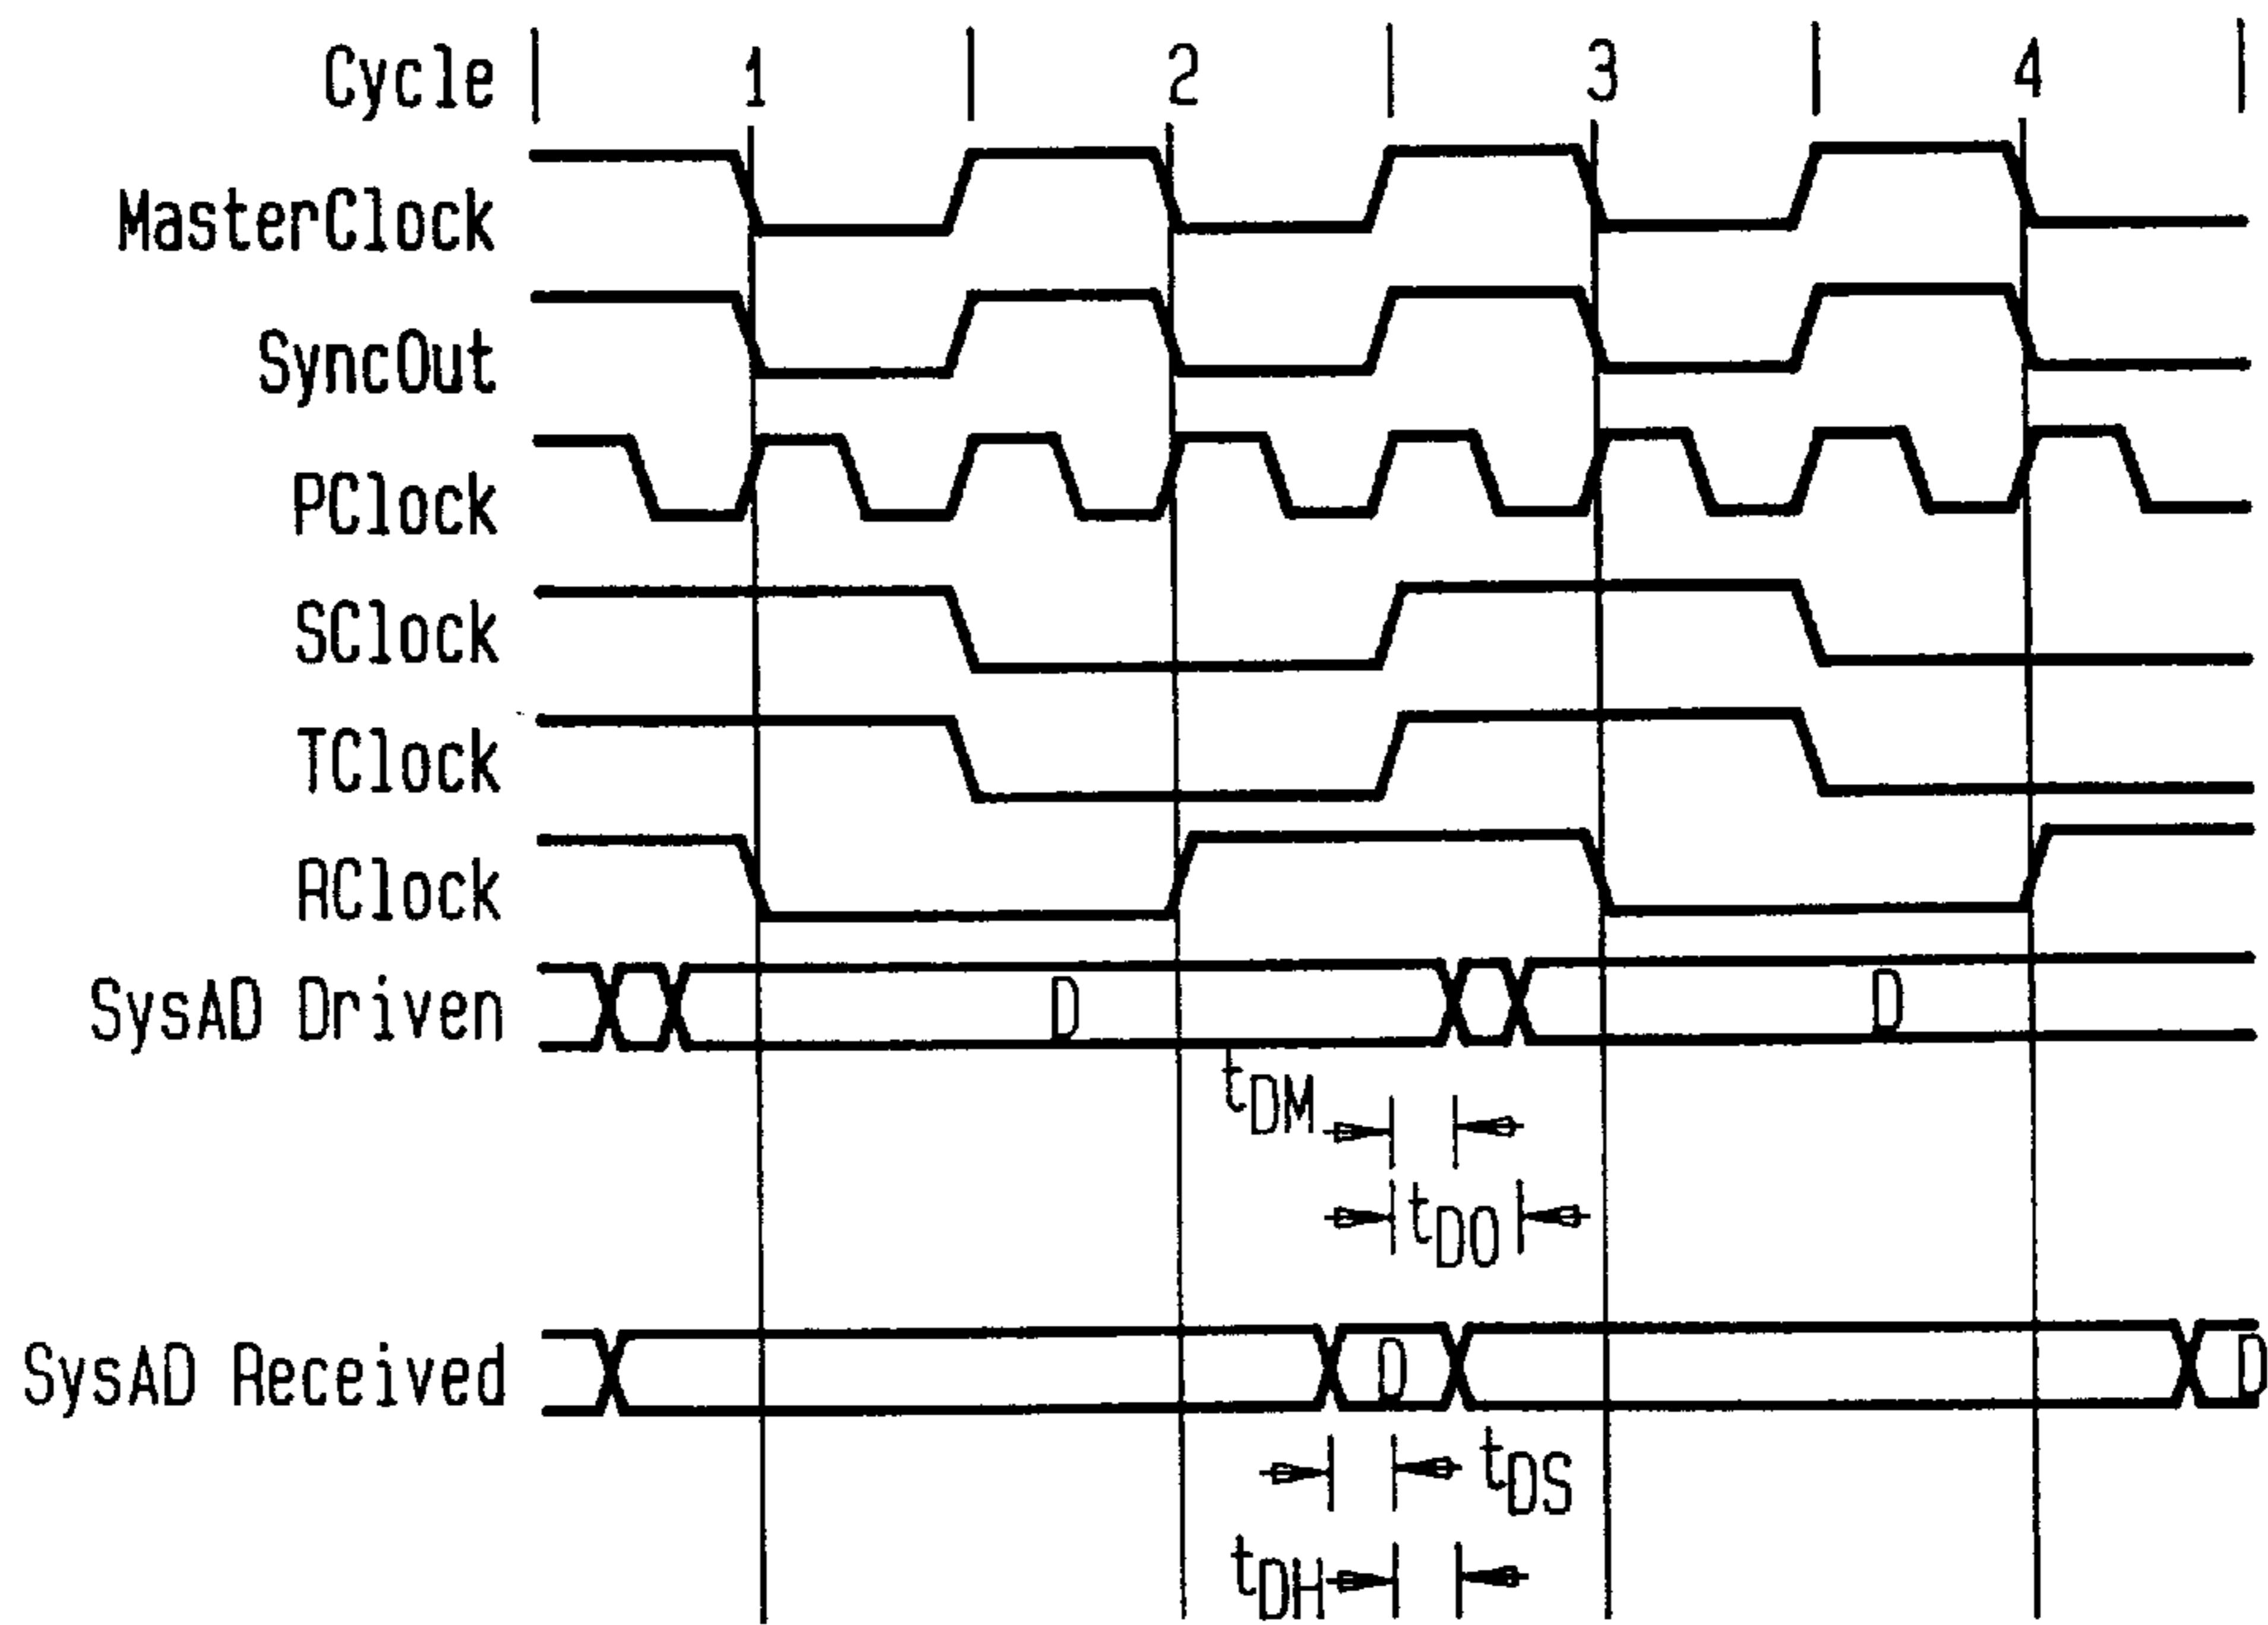 Cycle 1 2 3 4
MasterClock
SyncOut
PClock
SClock
TClock
RClock
SysAD Driven D D
tDM
tDO
SysAD Received D D
tDS
tDH